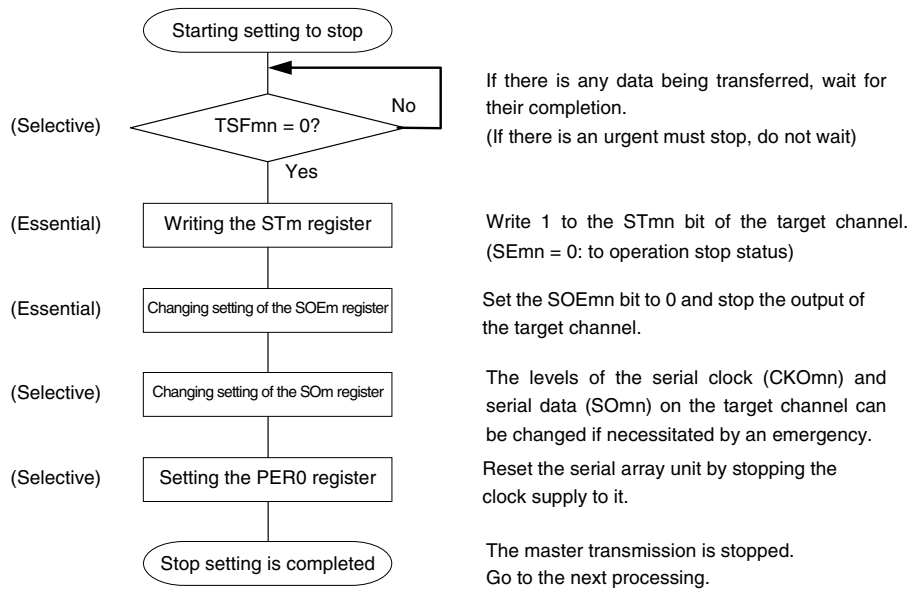 Starting setting to stop
(Selective)
TSFmn = 0?
No
Yes
If there is any data being transferred, wait for
their completion.
(If there is an urgent must stop, do not wait)
(Essential)
Writing the STm register
Write 1 to the STmn bit of the target channel.
(SEmn = 0: to operation stop status)
(Essential)
Changing setting of the SOEm register
Set the SOEmn bit to 0 and stop the output of
the target channel.
(Selective)
Changing setting of the SOm register
The levels of the serial clock (CKOmn) and
serial data (SOmn) on the target channel can
be changed if necessitated by an emergency.
(Selective)
Setting the PER0 register
Reset the serial array unit by stopping the
clock supply to it.
Stop setting is completed
The master transmission is stopped.
Go to the next processing.